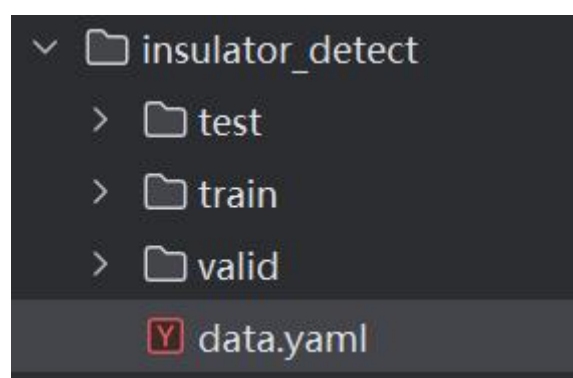 insulator_detect
test
train
valid
Y data.yaml